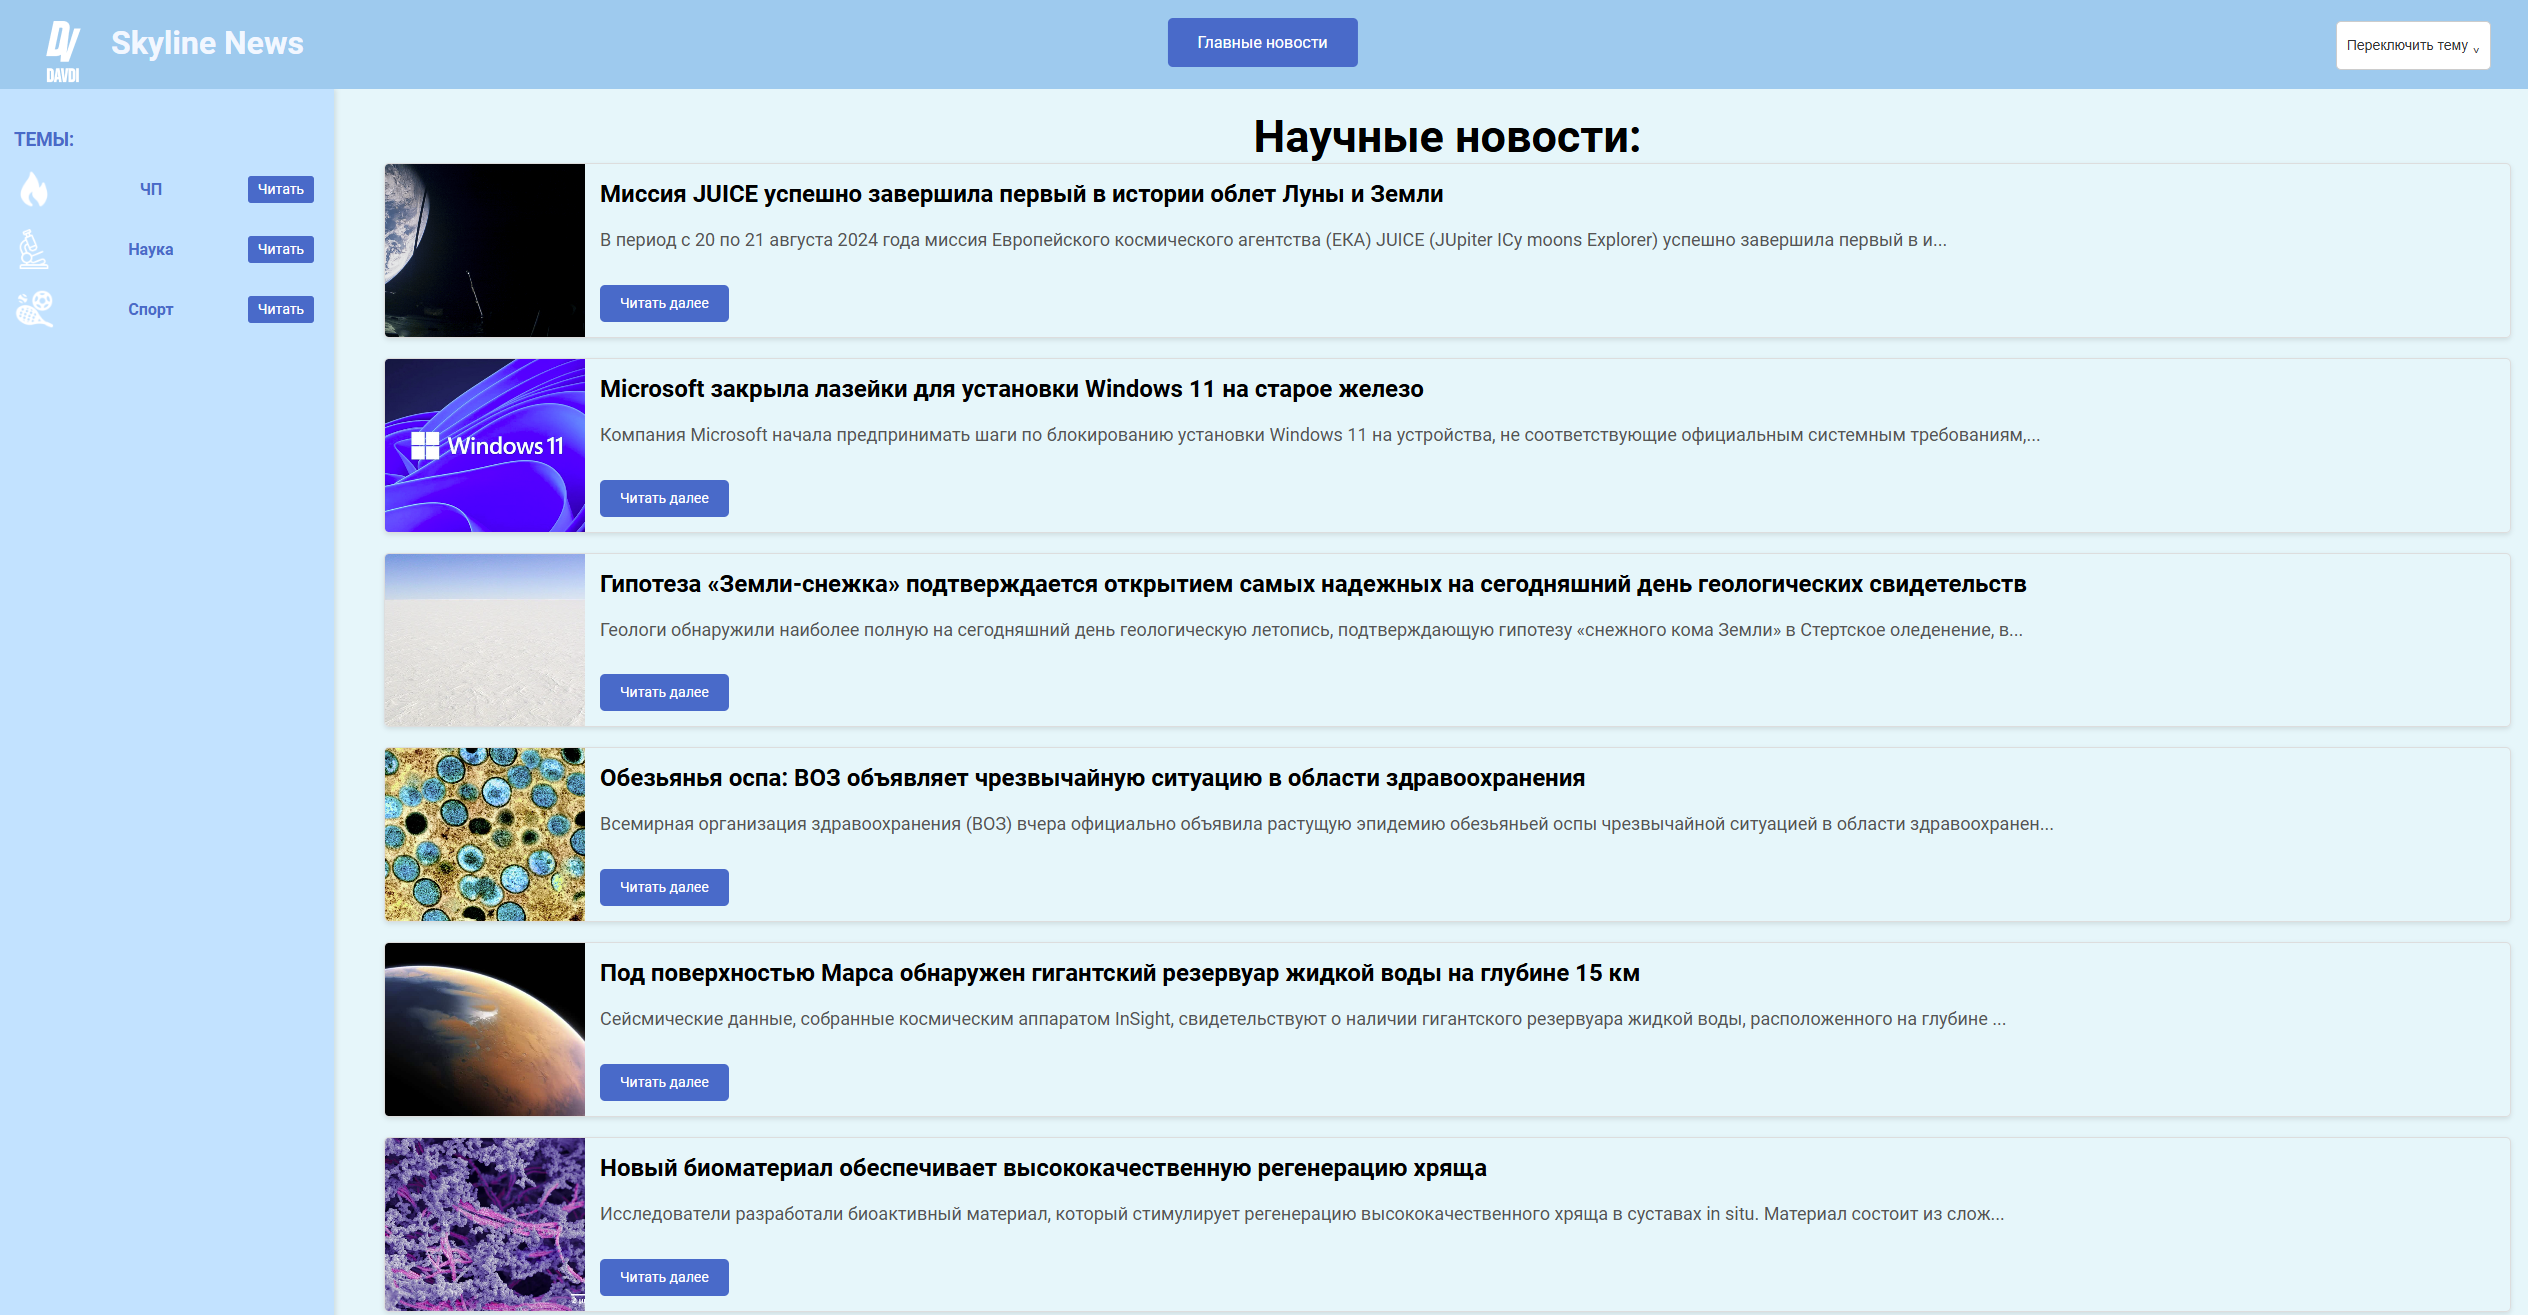 DAVDI
Skyline News
Главные новости
Переключить тему
ТЕМЫ:
ЧП
Читать
Наука
Читать
Спорт
Читать
Научные новости:
Миссия JUICE успешно завершила первый в истории облет Луны и Земли
В период с 20 по 21 августа 2024 года миссия Европейского космического агентства (ЕКА) JUICE (JUpiter ICy moons Explorer) успешно завершила первый в и...
Читать далее
Windows 11
Microsoft закрыла лазейки для установки Windows 11 на старое железо
Компания Microsoft начала предпринимать шаги по блокированию установки Windows 11 на устройства, не соответствующие официальным системным требованиям,...
Читать далее
Гипотеза «Земли-снежка» подтверждается открытием самых надежных на сегодняшний день геологических свидетельств
Геологи обнаружили наиболее полную на сегодняшний день геологическую летопись, подтверждающую гипотезу «снежного кома Земли» в Стертское оледенение, в...
Читать далее
Обезьянья оспа: ВОЗ объявляет чрезвычайную ситуацию в области здравоохранения
Всемирная организация здравоохранения (ВОЗ) вчера официально объявила растущую эпидемию обезьяньей оспы чрезвычайной ситуацией в области здравоохранен...
Читать далее
Под поверхностью Марса обнаружен гигантский резервуар жидкой воды на глубине 15 км
Сейсмические данные, собранные космическим аппаратом InSight, свидетельствуют о наличии гигантского резервуара жидкой воды, расположенного на глубине ...
Читать далее
Новый биоматериал обеспечивает высококачественную регенерацию хряща
Исследователи разработали биоактивный материал, который стимулирует регенерацию высококачественного хряща в суставах in situ. Материал состоит из слож...
Читать далее